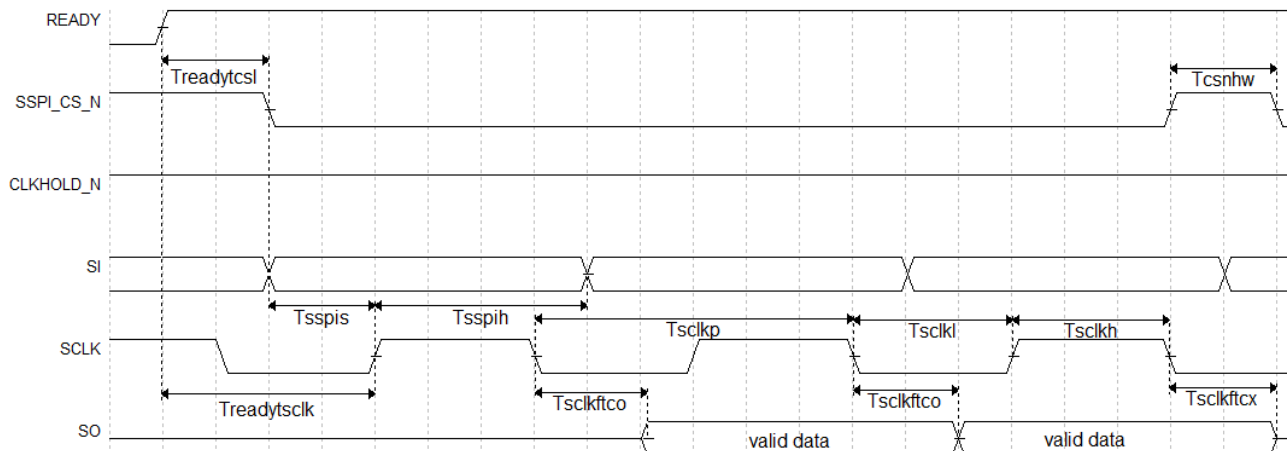 READY
Treadytcsl
Tcsnhw
SSPI_CS_N
CLKHOLD_N
SI
Tsspis
Tsspih
Tsclkp
Tsclkl
Tsclkh
SCLK
Treadytsclk
Tsclkftco
Tsclkftco
Tsclkftcx
SO
valid data
valid data